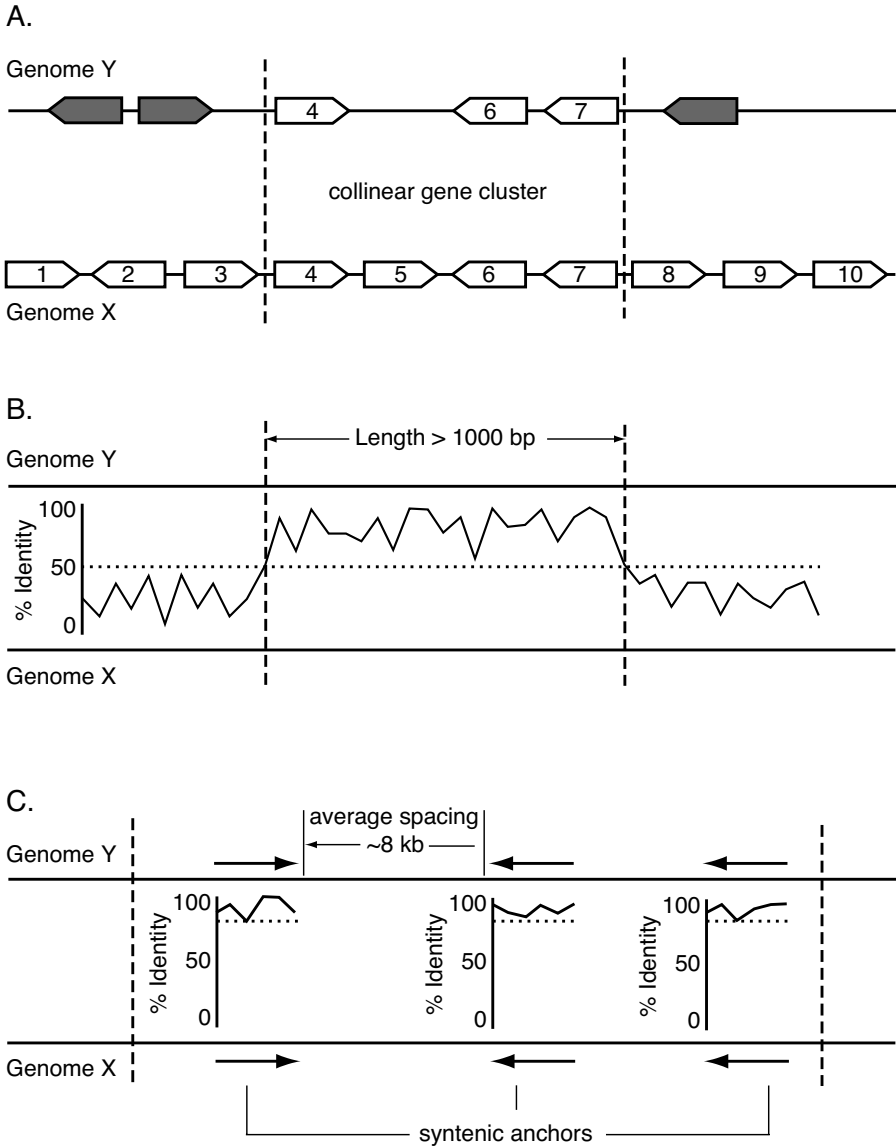 A.
Genome Y
4 6 7
collinear gene cluster
1 2 3 4 5 6 7 8 9 10
Genome X
B.
Length > 1000 bp
Genome Y
100
50
0
% Identity
Genome X
C.
average spacing
~8 kb
Genome Y
100
50
0
% Identity
100
50
0
% Identity
100
50
0
% Identity
Genome X
syntenic anchors